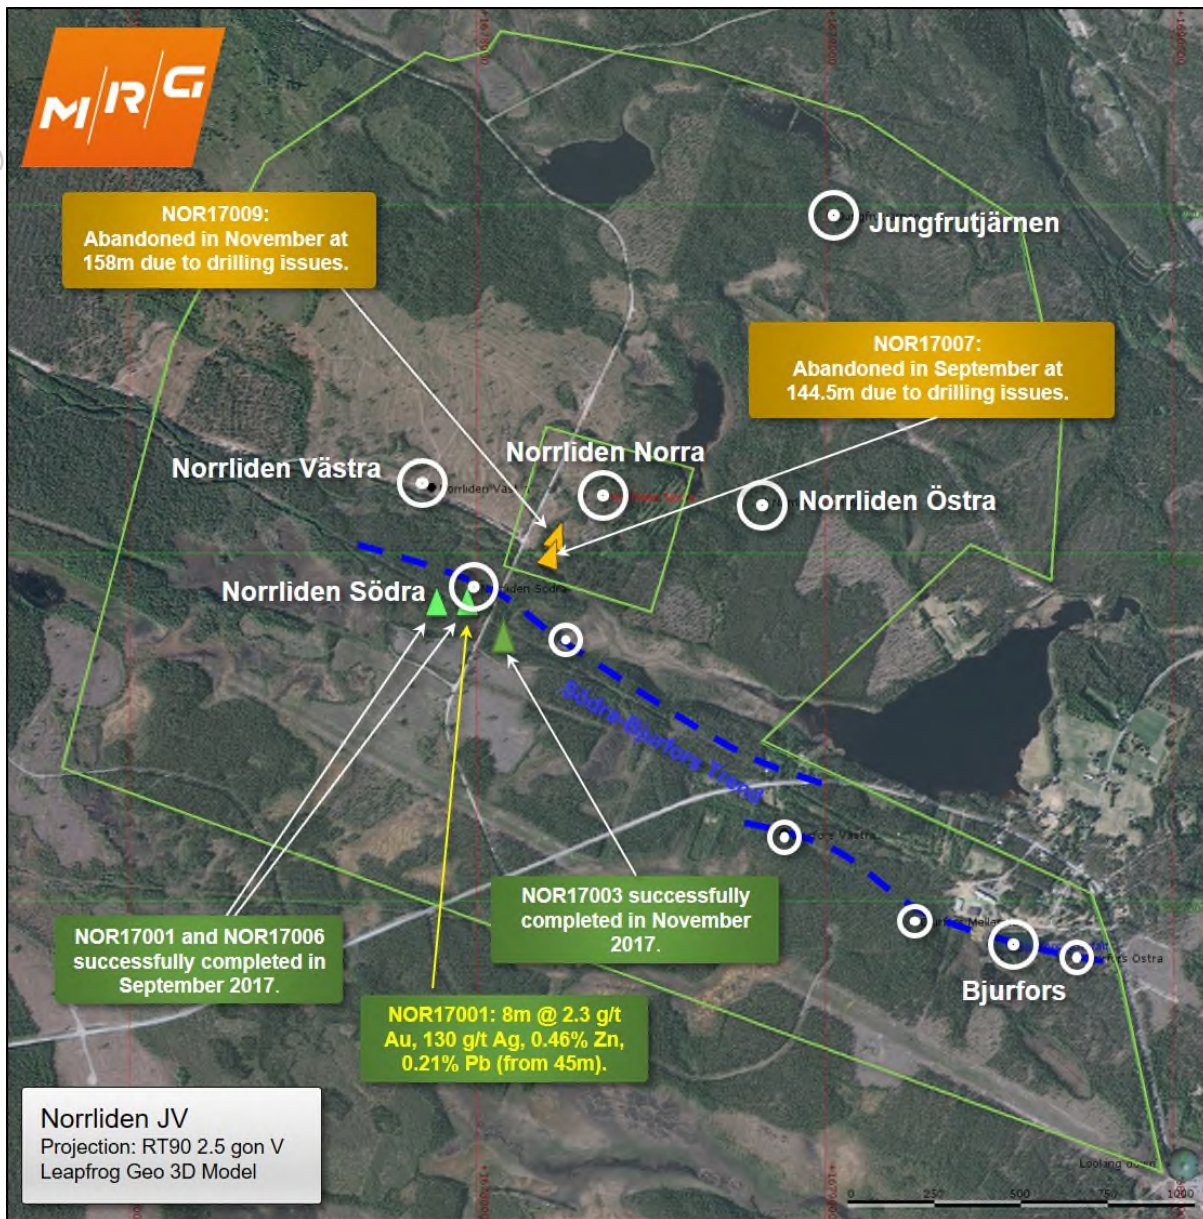 M/R/G
Jungfrutjärnen
NOR17009:
Abandoned in November at
158m due to drilling issues.
NOR17007:
Abandoned in September at
144.5m due to drilling issues.
Norrliden Norra
Norrliden Västra
Norrliden Östra
Norrliden Södra
Södra-Bjurfors Trend
NOR17003 successfully
completed in November
2017.
NOR17001 and NOR17006
successfully completed in
September 2017.
Bjurfors
NOR17001: 8m @ 2.3 g/t
Au, 130 g/t Ag, 0.46% Zn,
0.21% Pb (from 45m).
Norrliden JV
Projection: RT90 2.5 gon V
Leapfrog Geo 3D Model
Looking down
0 250 500 750 1000